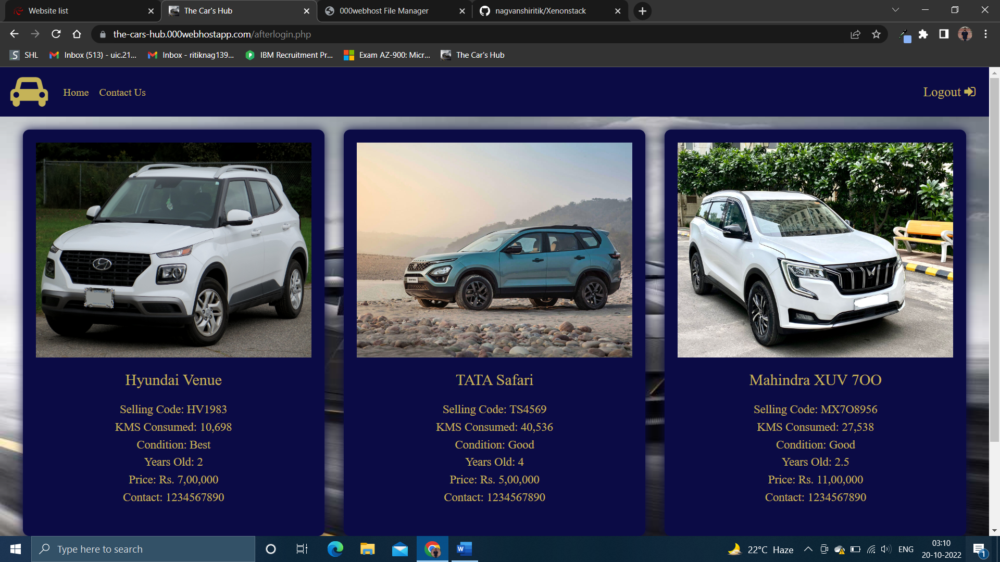 Website list
The Car's Hub
000webhost File Manager
nagvanshiritik/Xenonstack
the-cars-hub.000webhostapp.com/afterlogin.php
SHL
Inbox (513) - uic.21...
Inbox - ritiknag139...
IBM Recruitment Pr...
Exam AZ-900: Micr...
The Car's Hub
Home
Contact Us
Logout
SAFARI
Hyundai Venue
Selling Code: HV1983
KMS Consumed: 10,698
Condition: Best
Years Old: 2
Price: Rs. 7,00,000
Contact: 1234567890
TATA Safari
Selling Code: TS4569
KMS Consumed: 40,536
Condition: Good
Years Old: 4
Price: Rs. 5,00,000
Contact: 1234567890
Mahindra XUV 7OO
Selling Code: MX7O8956
KMS Consumed: 27,538
Condition: Good
Years Old: 2.5
Price: Rs. 11,00,000
Contact: 1234567890
Type here to search
22°C Haze
ENG
03:10
20-10-2022
1